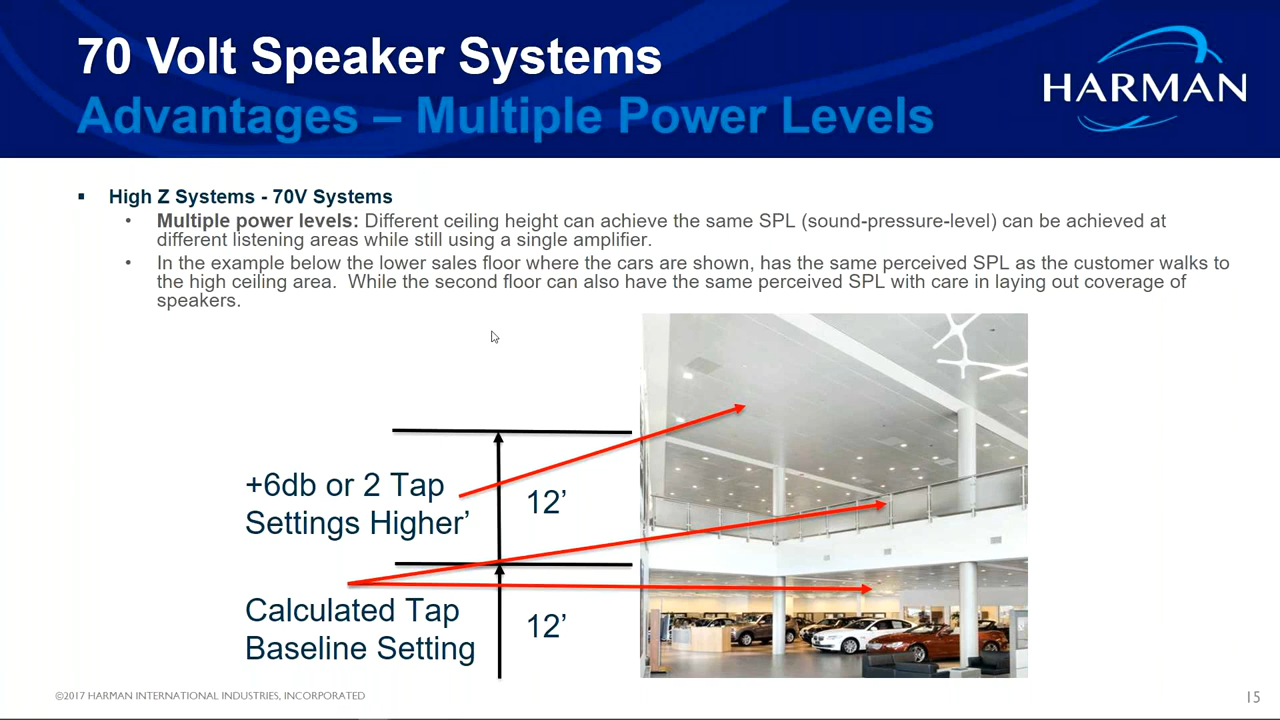 70 Volt Speaker Systems
Advantages – Multiple Power Levels
HARMAN
▪ High Z Systems - 70V Systems
• Multiple power levels: Different ceiling height can achieve the same SPL (sound-pressure-level) can be achieved at
different listening areas while still using a single amplifier.
• In the example below the lower sales floor where the cars are shown, has the same perceived SPL as the customer walks to
the high ceiling area.  While the second floor can also have the same perceived SPL with care in laying out coverage of
speakers.
+6db or 2 Tap
Settings Higher’
12’
Calculated Tap
Baseline Setting
12’
©2017 HARMAN INTERNATIONAL INDUSTRIES, INCORPORATED
15